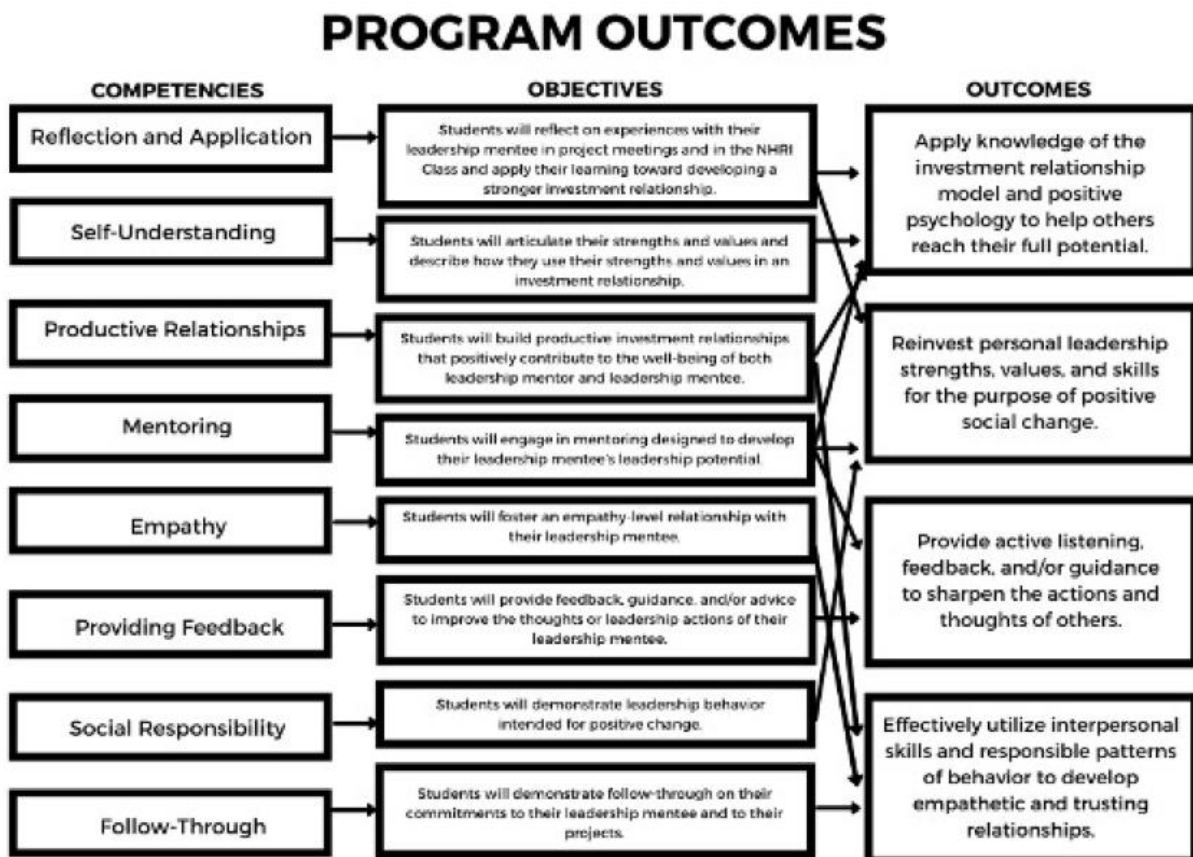 PROGRAM OUTCOMES
COMPETENCIES
Reflection and Application
Self-Understanding
Productive Relationships
Mentoring
Empathy
Providing Feedback
Social Responsibility
Follow-Through
OBJECTIVES
Students will reflect on experiences with their
leadership mentee in project meetings and in the NHRI
Class and apply their learning toward developing a
stronger investment relationship.
Students will articulate their strengths and values and
describe how they use their strengths and values in an
investment relationship.
Students will build productive investment relationships
that positively contribute to the well-being of both
leadership mentor and leadership mentee.
Students will engage in mentoring designed to develop
their leadership mentee's leadership potential.
Students will foster an empathy-level relationship with
their leadership mentee.
Students will provide feedback, guidance, and/or advice
to improve the thoughts or leadership actions of their
leadership mentee.
Students will demonstrate leadership behavior
intended for positive change.
Students will demonstrate follow-through on their
commitments to their leadership mentee and to their
projects.
OUTCOMES
Apply knowledge of the
investment relationship
model and positive
psychology to help others
reach their full potential.
Reinvest personal leadership
strengths, values, and skills
for the purpose of positive
social change.
Provide active listening,
feedback, and/or guidance
to sharpen the actions and
thoughts of others.
Effectively utilize interpersonal
skills and responsible patterns
of behavior to develop
empathetic and trusting
relationships.